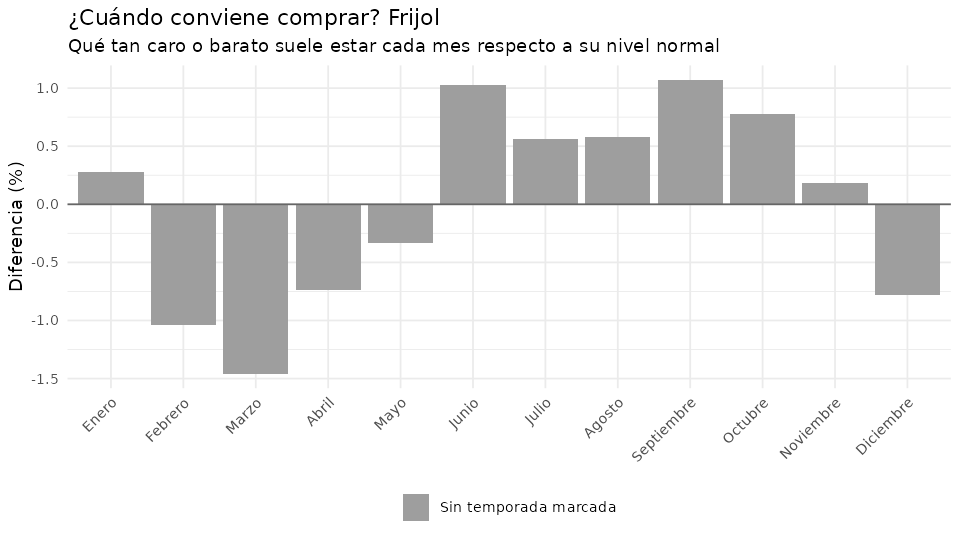 ¿Cuándo conviene comprar? Frijol
Qué tan caro o barato suele estar cada mes respecto a su nivel normal
Diferencia (%)
1.0
0.5
0.0
-0.5
-1.0
-1.5
Enero
Febrero
Marzo
Abril
Mayo
Junio
Julio
Agosto
Septiembre
Octubre
Noviembre
Diciembre
Sin temporada marcada